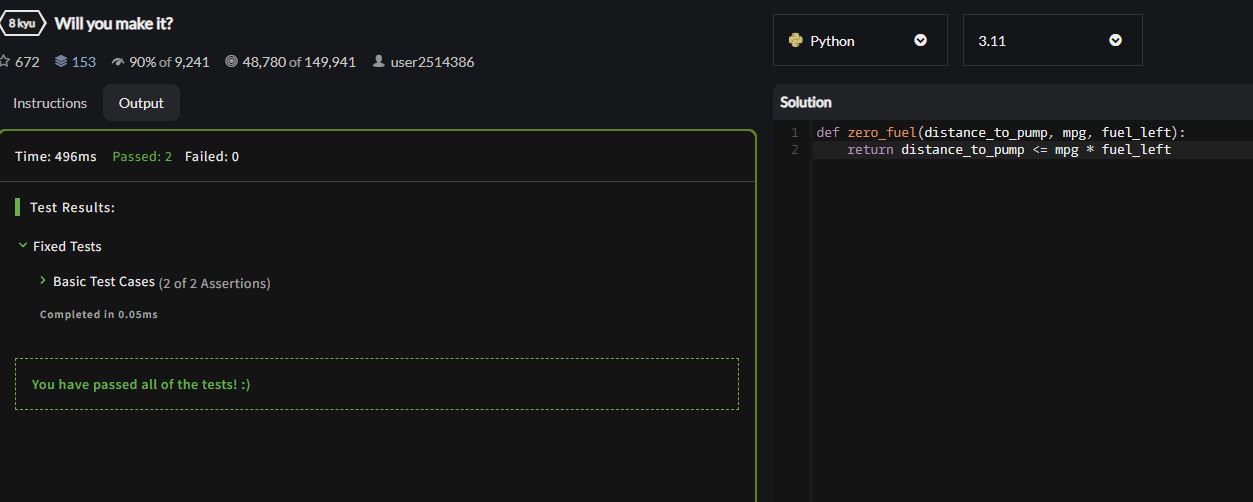 8 kyu Will you make it?
672 153 90% of 9,241 48,780 of 149,941 user2514386
Instructions Output
Time: 496ms Passed: 2 Failed: 0
Test Results:
Fixed Tests
Basic Test Cases (2 of 2 Assertions)
Completed in 0.05ms
You have passed all of the tests! :)
Python 3.11
Solution
1 def zero_fuel(distance_to_pump, mpg, fuel_left):
2 return distance_to_pump <= mpg * fuel_left